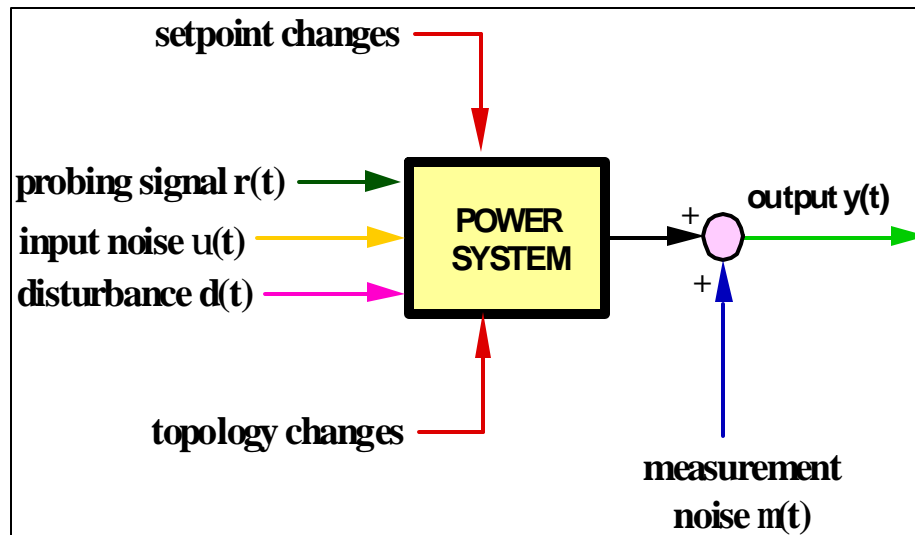 setpoint changes
probing signal r(t)
input noise u(t)
disturbance d(t)
POWER
SYSTEM
+
output y(t)
+
topology changes
measurement
noise m(t)